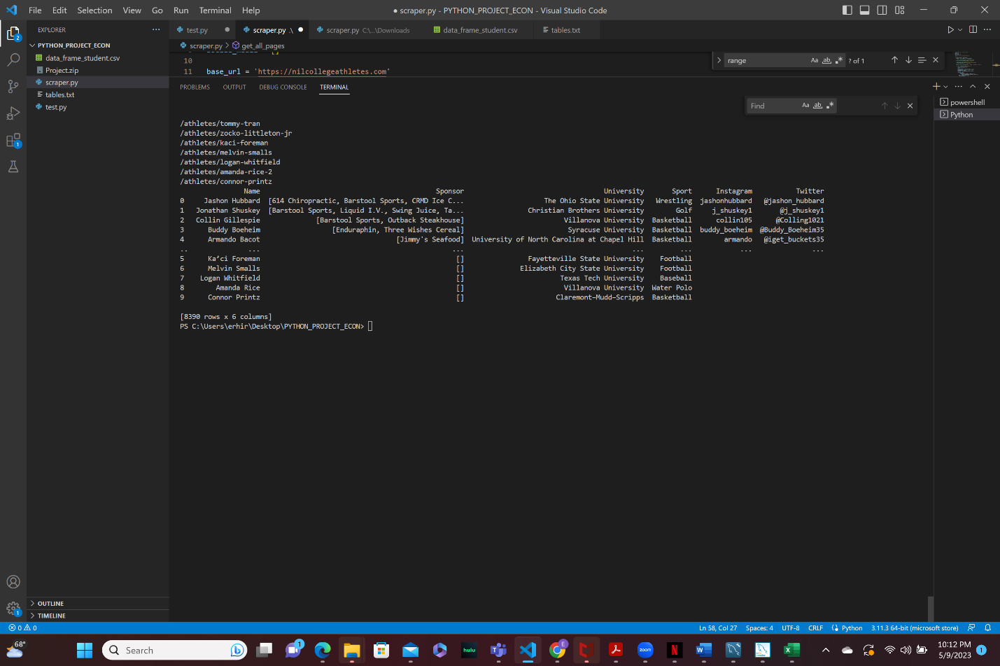 File Edit Selection View Go Run Terminal Help
● scraper.py - PYTHON_PROJECT_ECON - Visual Studio Code
EXPLORER
test.py
scraper.py .\
scraper.py C:\...\Downloads
data_frame_student.csv
tables.txt
PYTHON_PROJECT_ECON
data_frame_student.csv
Project.zip
scraper.py
tables.txt
test.py
scraper.py > get_all_pages
10
11 base_url = 'https://nilcollegeathletes.com'
range Aa ab ? of 1
PROBLEMS OUTPUT DEBUG CONSOLE TERMINAL
Find Aa ab
powershell
Python
/athletes/tommy-tran
/athletes/zocko-littleton-jr
/athletes/kaci-foreman
/athletes/melvin-smalls
/athletes/logan-whitfield
/athletes/amanda-rice-2
/athletes/connor-printz
Name Sponsor University Sport Instagram Twitter
0 Jashon Hubbard [614 Chiropractic, Barstool Sports, CRMD Ice C... The Ohio State University Wrestling jashonhubbard @jashon_hubbard
1 Jonathan Shuskey [Barstool Sports, Liquid I.V., Swing Juice, Ta... Christian Brothers University Golf j_shuskey1 @j_shuskey1
2 Collin Gillespie [Barstool Sports, Outback Steakhouse] Villanova University Basketball collin105 @Colling1021
3 Buddy Boeheim [Enduraphin, Three Wishes Cereal] Syracuse University Basketball buddy_boeheim @Buddy_Boeheim35
4 Armando Bacot [Jimmy's Seafood] University of North Carolina at Chapel Hill Basketball armando @iget_buckets35
.. ... ... ... ... ... ...
5 Ka'ci Foreman [] Fayetteville State University Football
6 Melvin Smalls [] Elizabeth City State University Football
7 Logan Whitfield [] Texas Tech University Baseball
8 Amanda Rice [] Villanova University Water Polo
9 Connor Printz [] Claremont-Mudd-Scripps Basketball
[8390 rows x 6 columns]
PS C:\Users\erhir\Desktop\PYTHON_PROJECT_ECON>
OUTLINE
TIMELINE
0 0 Ln 58, Col 27 Spaces: 4 UTF-8 CRLF Python 3.11.3 64-bit (microsoft store)
68°
Search
hulu
zoom
10:12 PM
5/9/2023